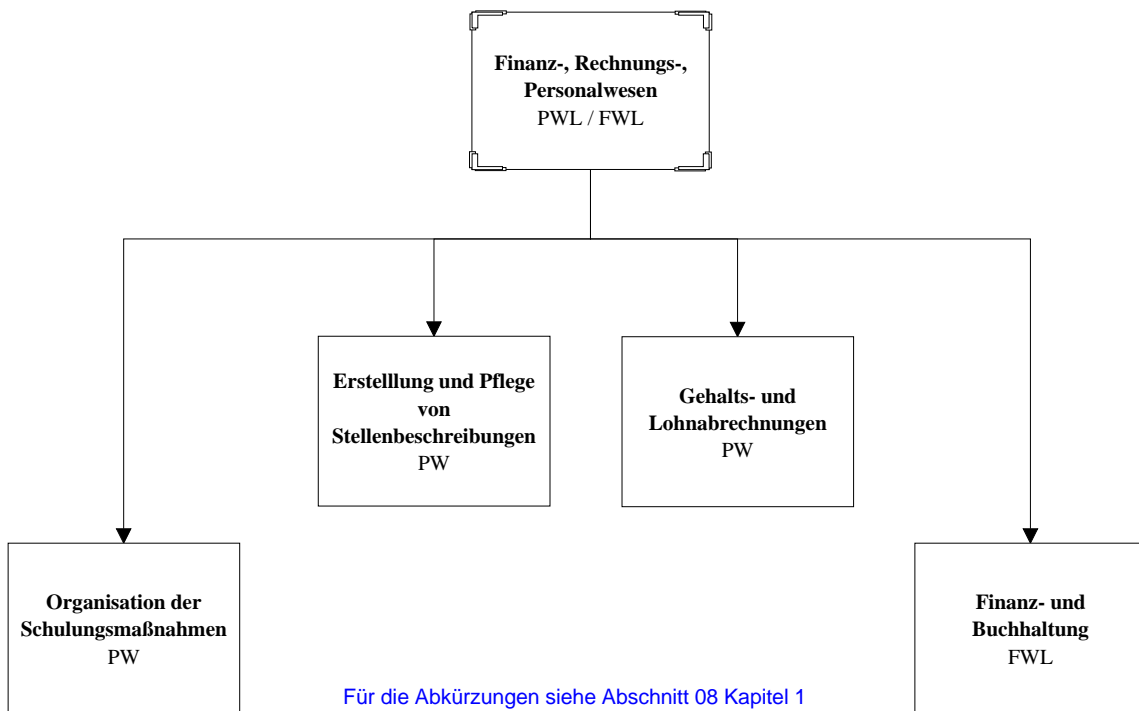 Finanz-, Rechnungs-,
Personalwesen
PWL / FWL
Erstelllung und Pflege
von
Stellenbeschreibungen
PW
Gehalts- und
Lohnabrechnungen
PW
Organisation der
Schulungsmaßnahmen
PW
Finanz- und
Buchhaltung
FWL
Für die Abkürzungen siehe Abschnitt 08 Kapitel 1